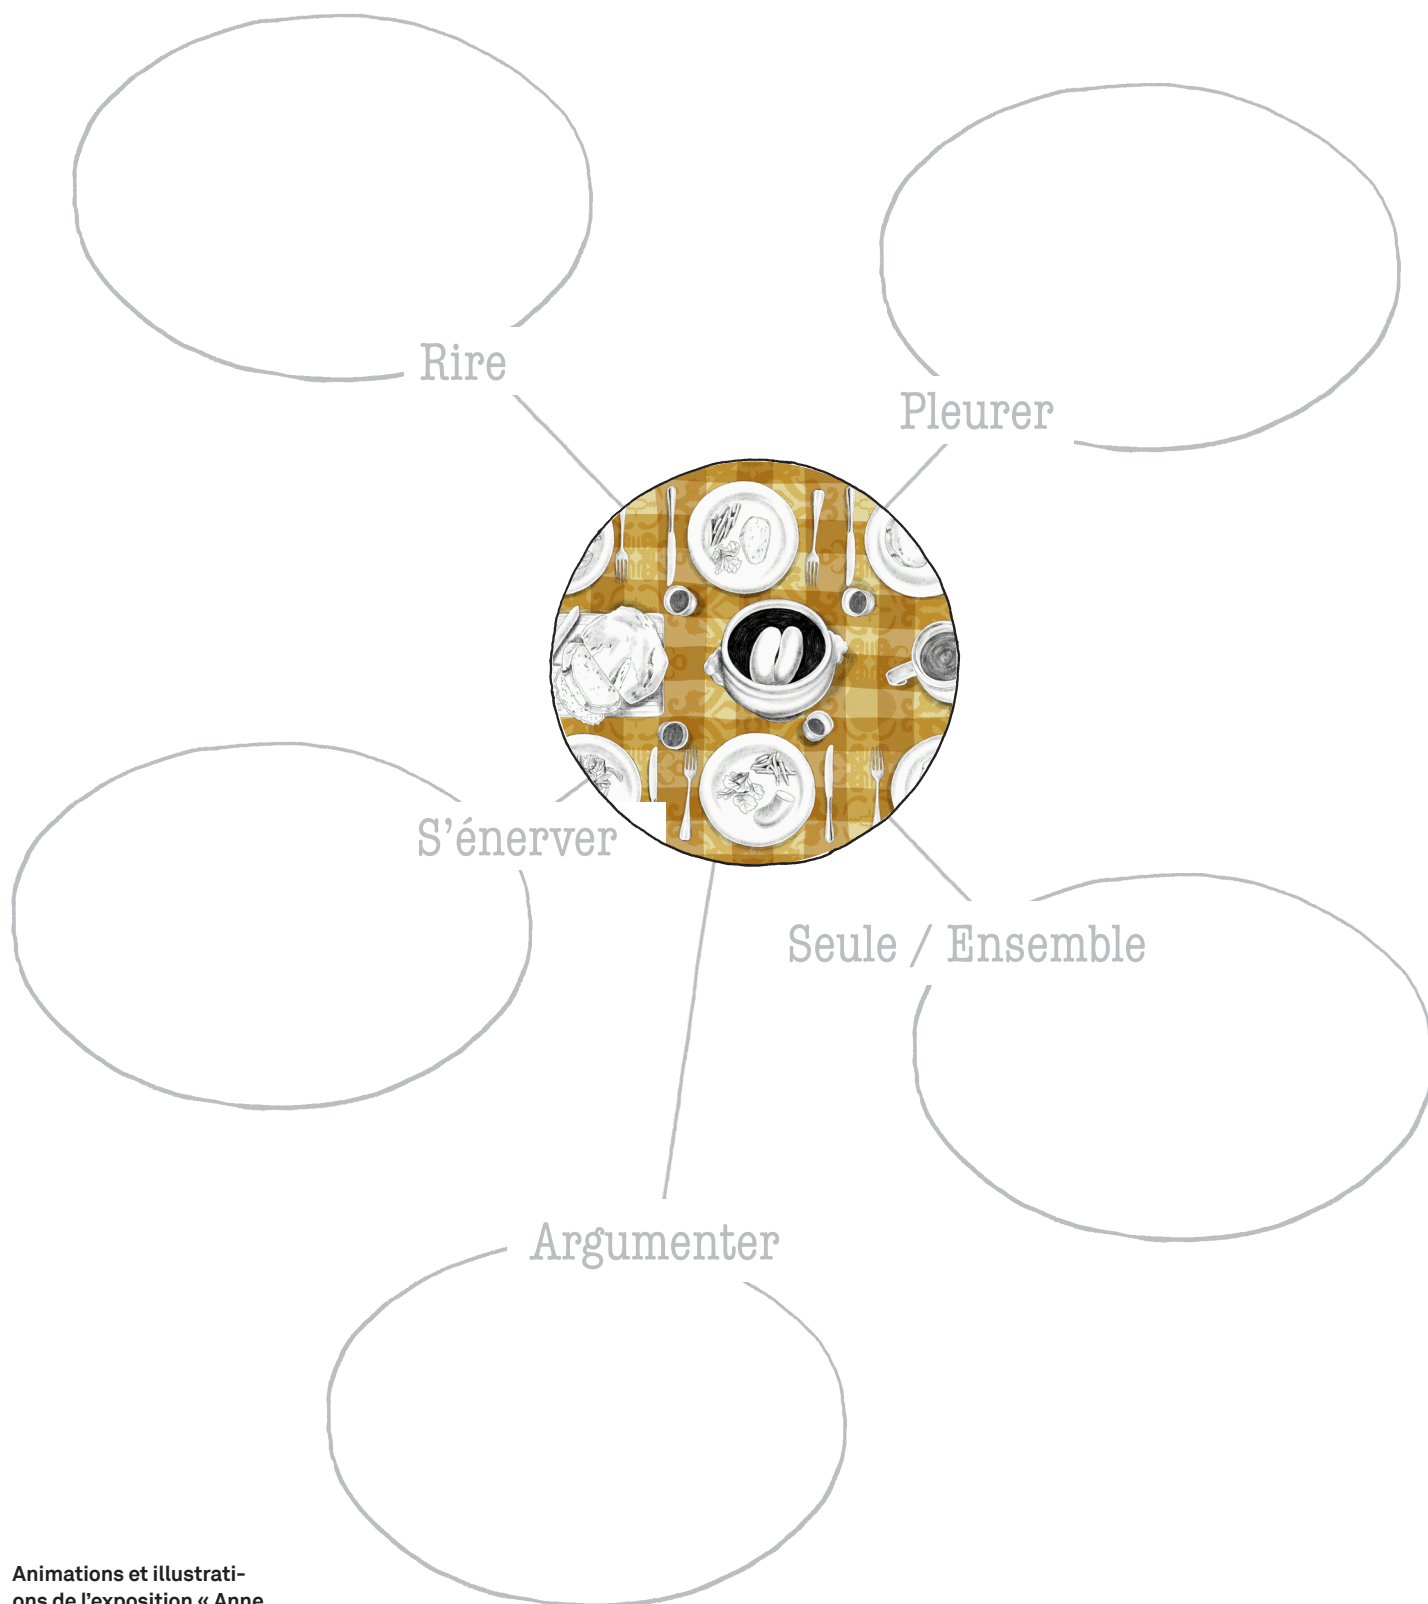 Rire
Pleurer
S’énerver
Seule / Ensemble
Argumenter
Animations et illustrati-
ons de l’exposition « Anne